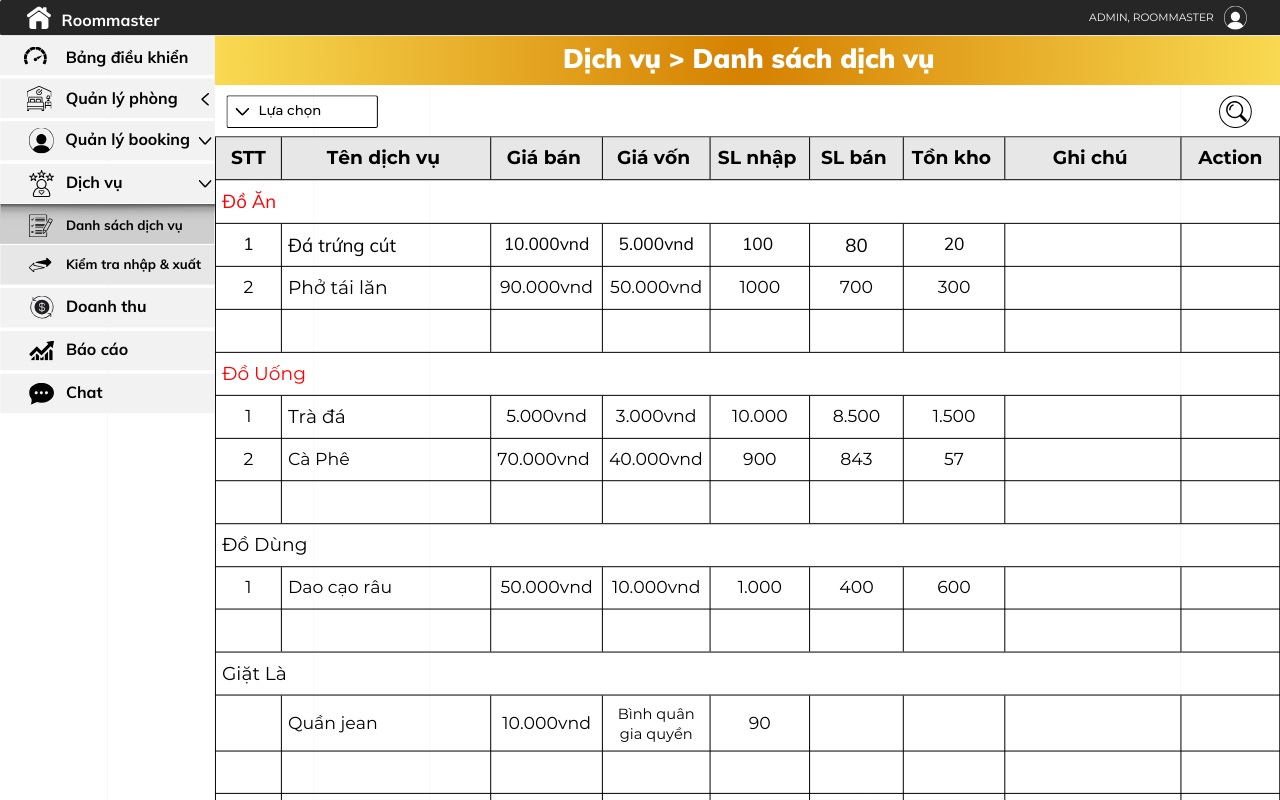 Roommaster
ADMIN, ROOMMASTER
Bảng điều khiển
Quản lý phòng
Quản lý booking
Dịch vụ
Danh sách dịch vụ
Kiểm tra nhập & xuất
Doanh thu
Báo cáo
Chat
Dịch vụ > Danh sách dịch vụ
Lựa chọn
STT Tên dịch vụ Giá bán Giá vốn SL nhập SL bán Tồn kho Ghi chú Action
Đồ Ăn
1 Đá trứng cút 10.000vnd 5.000vnd 100 80 20
2 Phở tái lăn 90.000vnd 50.000vnd 1000 700 300
Đồ Uống
1 Trà đá 5.000vnd 3.000vnd 10.000 8.500 1.500
2 Cà Phê 70.000vnd 40.000vnd 900 843 57
Đồ Dùng
1 Dao cạo râu 50.000vnd 10.000vnd 1.000 400 600
Giặt Là
Quần jean 10.000vnd Bình quân gia quyền 90